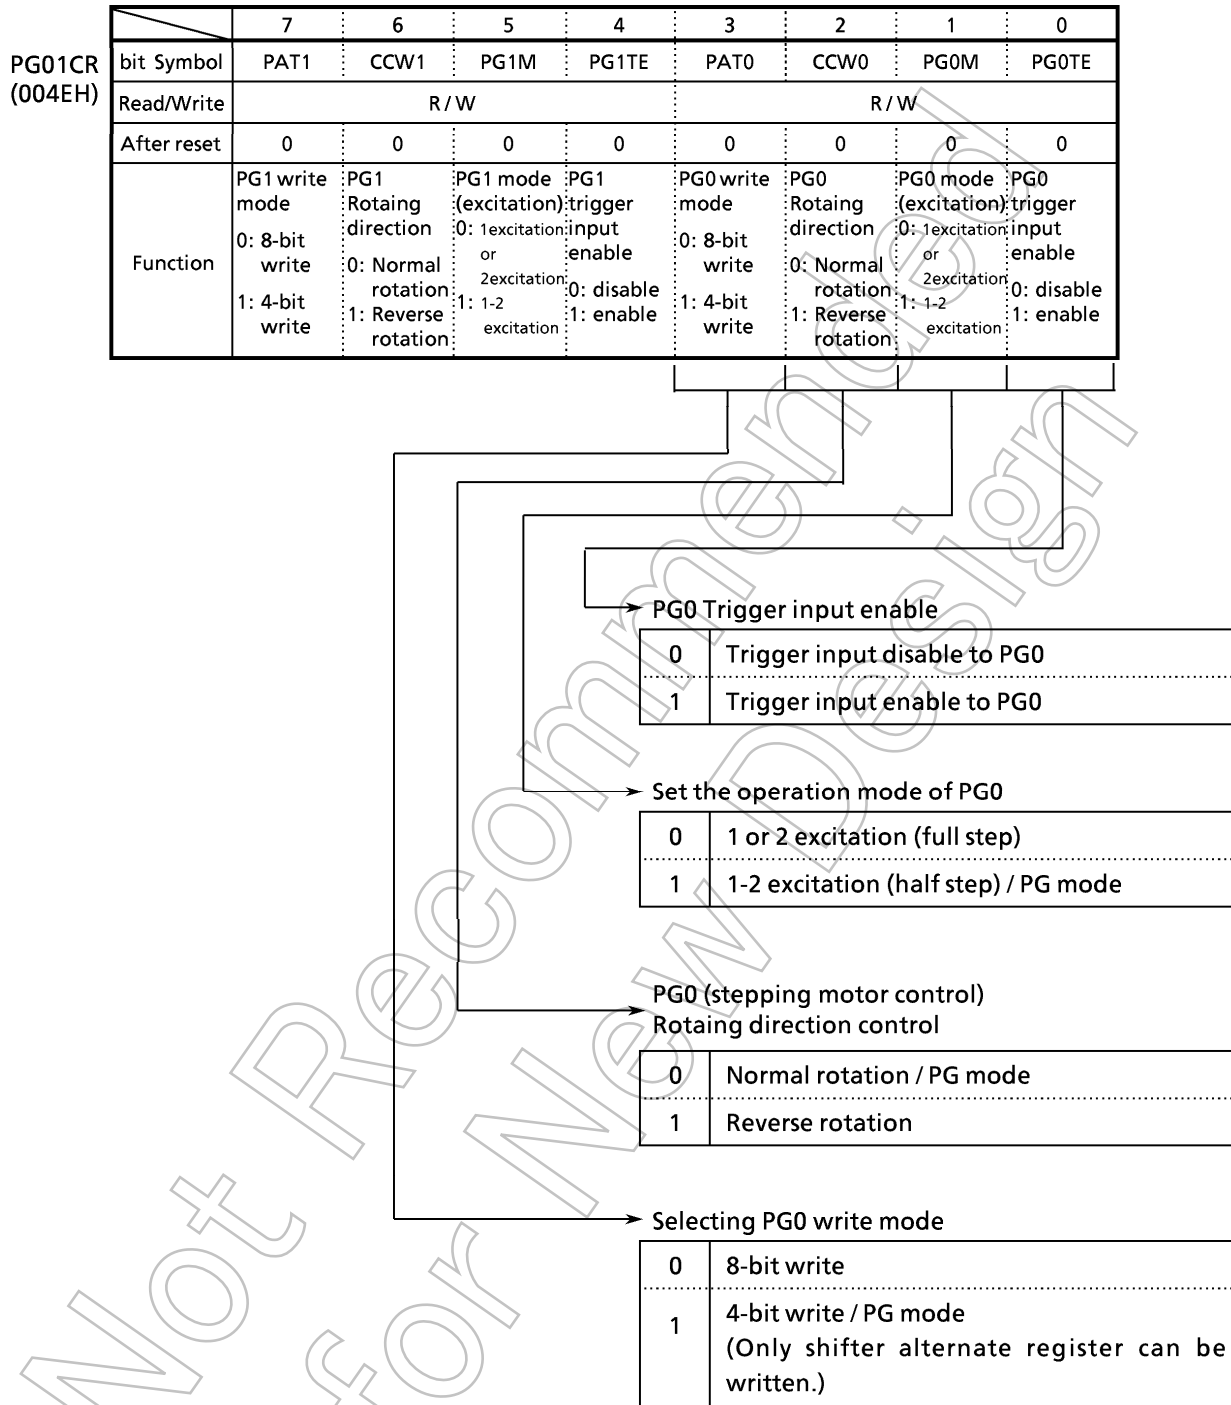 7 6 5 4 3 2 1 0
PG01CR
(004EH)
bit Symbol PAT1 CCW1 PG1M PG1TE PAT0 CCW0 PG0M PG0TE
Read/Write R / W R / W
After reset 0 0 0 0 0 0 0 0
Function
PG1 write
mode
0: 8-bit
write
1: 4-bit
write
PG1
Rotaing
direction
0: Normal
rotation
1: Reverse
rotation
PG1 mode
(excitation)
0: 1excitation
or
2excitation
1: 1-2
excitation
PG1
trigger
input
enable
0: disable
1: enable
PG0 write
mode
0: 8-bit
write
1: 4-bit
write
PG0
Rotaing
direction
0: Normal
rotation
1: Reverse
rotation
PG0 mode
(excitation)
0: 1excitation
or
2excitation
1: 1-2
excitation
PG0
trigger
input
enable
0: disable
1: enable
PG0 Trigger input enable
0 Trigger input disable to PG0
1 Trigger input enable to PG0
Set the operation mode of PG0
0 1 or 2 excitation (full step)
1 1-2 excitation (half step) / PG mode
PG0 (stepping motor control)
Rotaing direction control
0 Normal rotation / PG mode
1 Reverse rotation
Selecting PG0 write mode
0 8-bit write
1 4-bit write / PG mode
(Only shifter alternate register can be
written.)
Not Recommended
for New Design